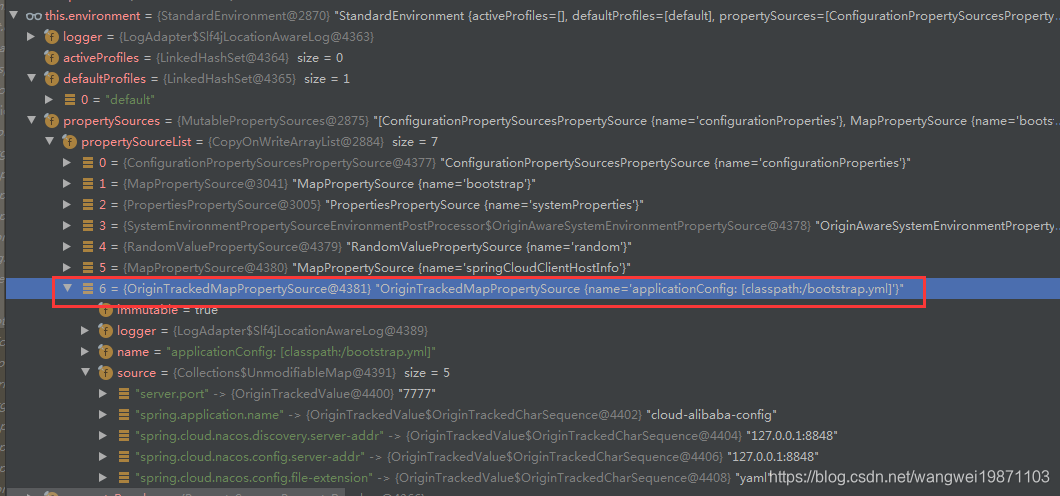 this.environment = {StandardEnvironment@2870} "StandardEnvironment {activeProfiles=[], defaultProfiles=[default], propertySources=[ConfigurationPropertySourcesProperty
logger = {LogAdapter$Slf4jLocationAwareLog@4363}
activeProfiles = {LinkedHashSet@4364} size = 0
defaultProfiles = {LinkedHashSet@4365} size = 1
0 = "default"
propertySources = {MutablePropertySources@2875} "[ConfigurationPropertySourcesPropertySource {name='configurationProperties'}, MapPropertySource {name='boots
propertySourceList = {CopyOnWriteArrayList@2884} size = 7
0 = {ConfigurationPropertySourcesPropertySource@4377} "ConfigurationPropertySourcesPropertySource {name='configurationProperties'}"
1 = {MapPropertySource@3041} "MapPropertySource {name='bootstrap'}"
2 = {PropertiesPropertySource@3005} "PropertiesPropertySource {name='systemProperties'}"
3 = {SystemEnvironmentPropertySourceEnvironmentPostProcessor$OriginAwareSystemEnvironmentPropertySource@4378} "OriginAwareSystemEnvironmentProperty
4 = {RandomValuePropertySource@4379} "RandomValuePropertySource {name='random'}"
5 = {MapPropertySource@4380} "MapPropertySource {name='springCloudClientHostInfo'}"
6 = {OriginTrackedMapPropertySource@4381} "OriginTrackedMapPropertySource {name='applicationConfig: [classpath:/bootstrap.yml]'}"
immutable = true
logger = {LogAdapter$Slf4jLocationAwareLog@4389}
name = "applicationConfig: [classpath:/bootstrap.yml]"
source = {Collections$UnmodifiableMap@4391} size = 5
"server.port" -> {OriginTrackedValue@4400} "7777"
"spring.application.name" -> {OriginTrackedValue$OriginTrackedCharSequence@4402} "cloud-alibaba-config"
"spring.cloud.nacos.discovery.server-addr" -> {OriginTrackedValue$OriginTrackedCharSequence@4404} "127.0.0.1:8848"
"spring.cloud.nacos.config.server-addr" -> {OriginTrackedValue$OriginTrackedCharSequence@4406} "127.0.0.1:8848"
"spring.cloud.nacos.config.file-extension" -> {OriginTrackedValue$OriginTrackedCharSequence@4408} "yaml"
https://blog.csdn.net/wangwei19871103